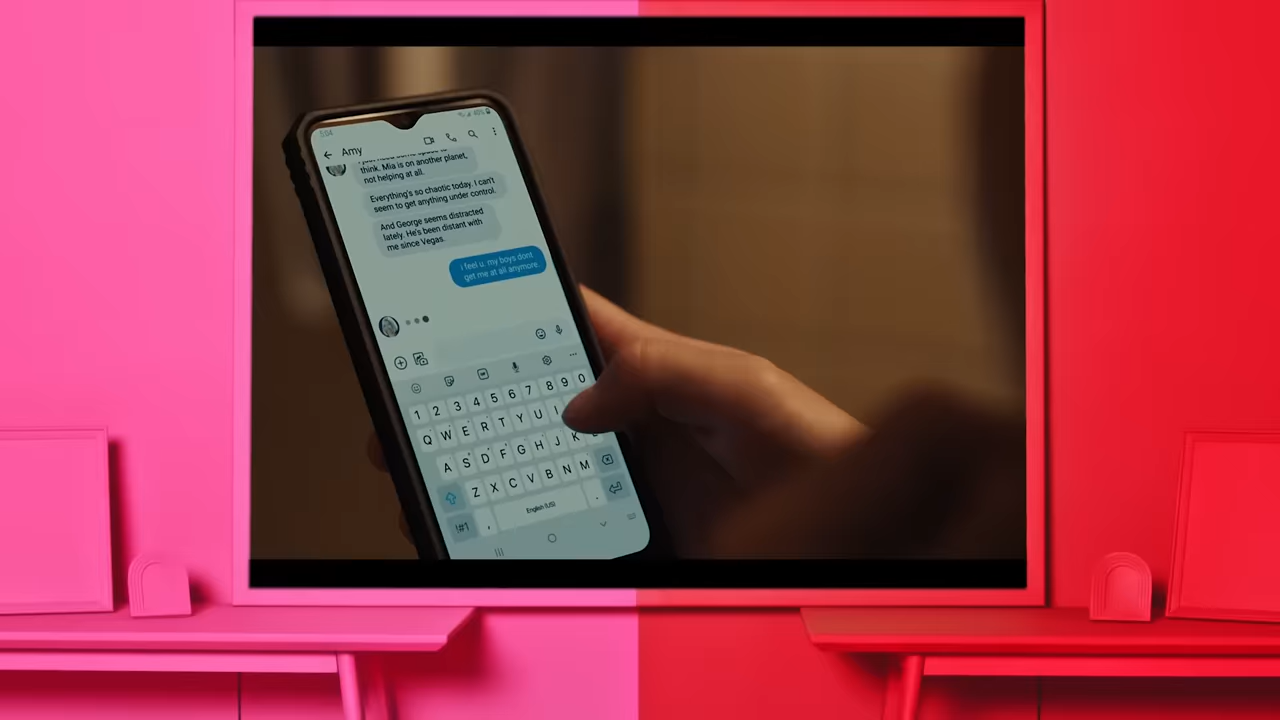 5:04
Amy
think. Mia is on another planet,
not helping at all.
Everything's so chaotic today. I can't
seem to get anything under control.
And George seems distracted
lately. He's been distant with
me since Vegas.
i feel u. my boys dont
get me at all anymore
1 2 3 4 5 6 7 8 9 0
Q W E R T Y U I
A S D F G H J K
Z X C V B N M
!#1 , English (US) .